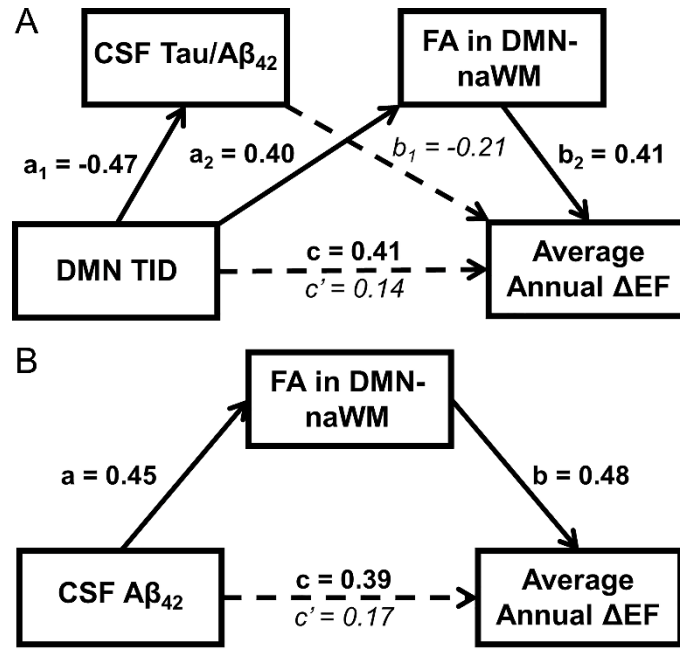 A
CSF Tau/Aβ₄₂
FA in DMN-
naWM
a₁ = -0.47
a₂ = 0.40
b₁ = -0.21
b₂ = 0.41
DMN TID
c = 0.41
c’ = 0.14
Average
Annual ΔEF
B
FA in DMN-
naWM
a = 0.45
b = 0.48
CSF Aβ₄₂
c = 0.39
c’ = 0.17
Average
Annual ΔEF